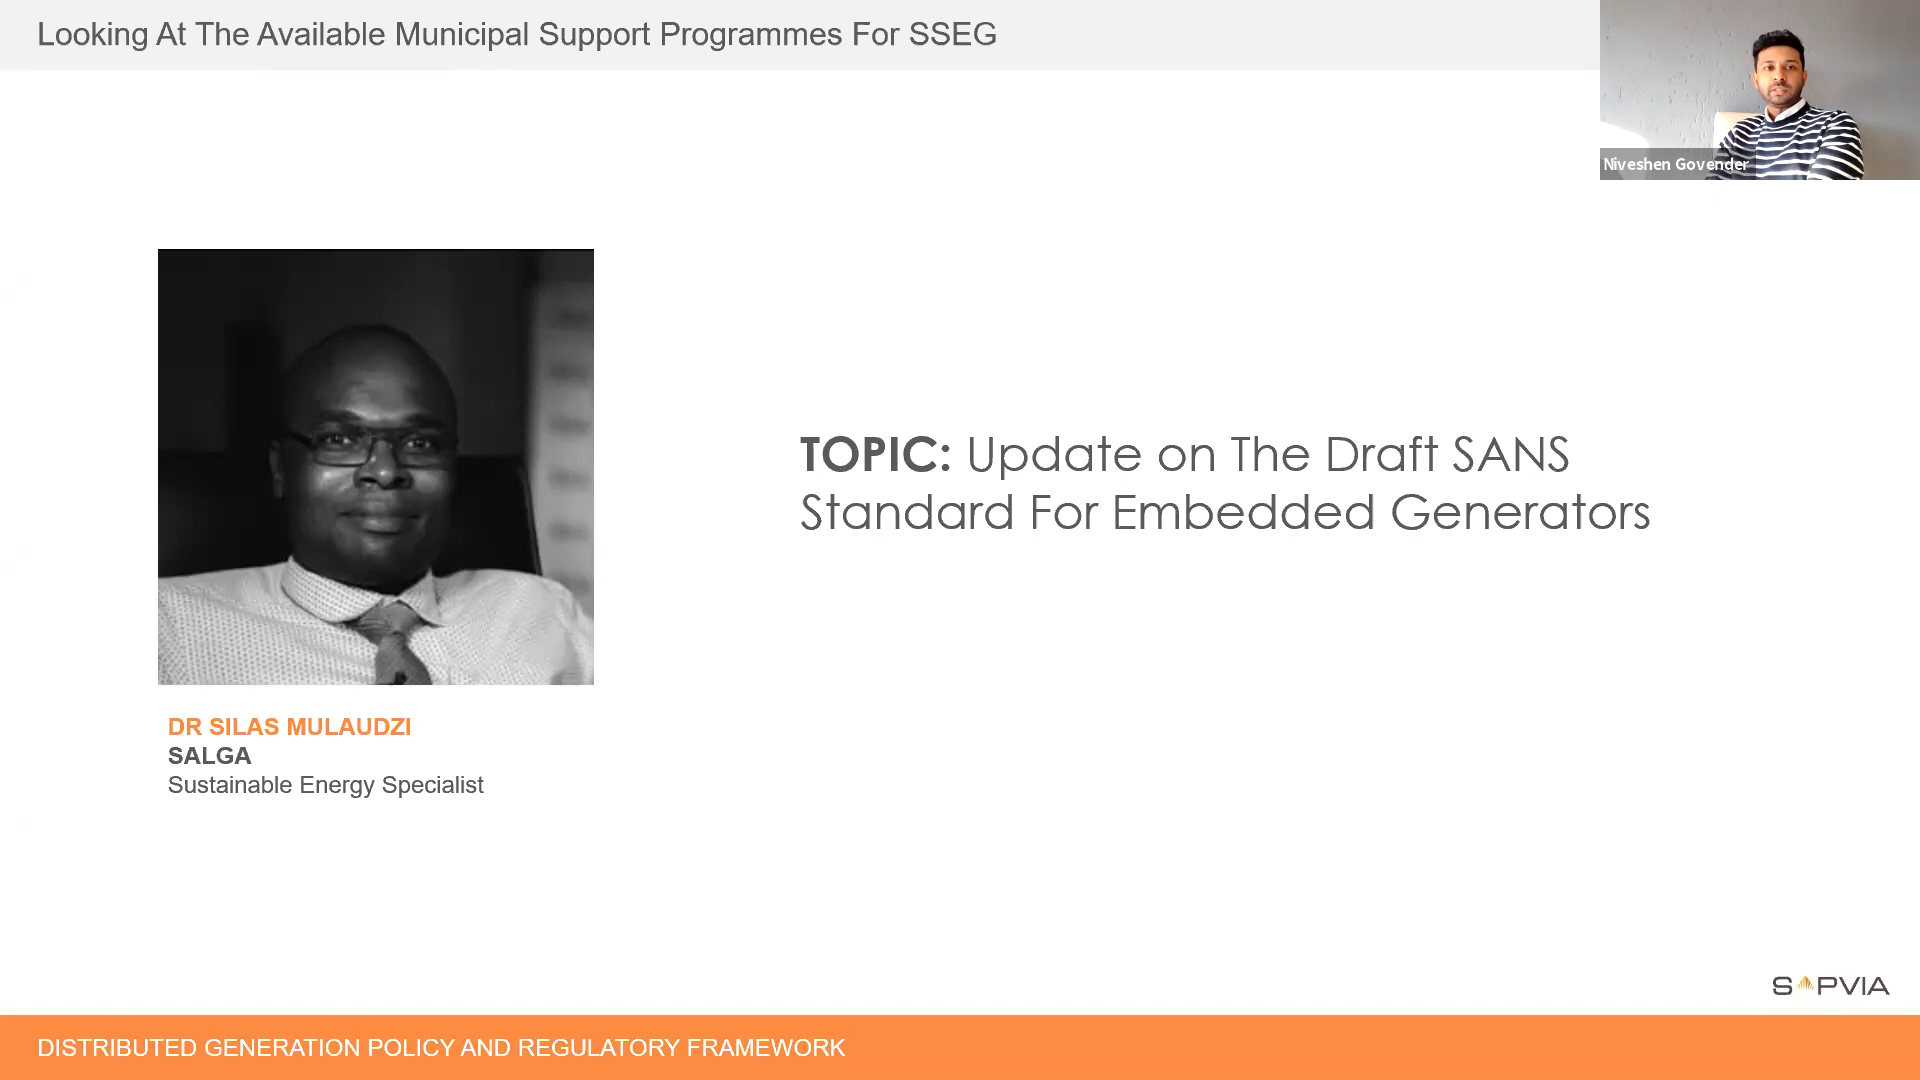 Looking At The Available Municipal Support Programmes For SSEG
Niveshen Govender
TOPIC: Update on The Draft SANS
Standard For Embedded Generators
DR SILAS MULAUDZI
SALGA
Sustainable Energy Specialist
SAPVIA
DISTRIBUTED GENERATION POLICY AND REGULATORY FRAMEWORK